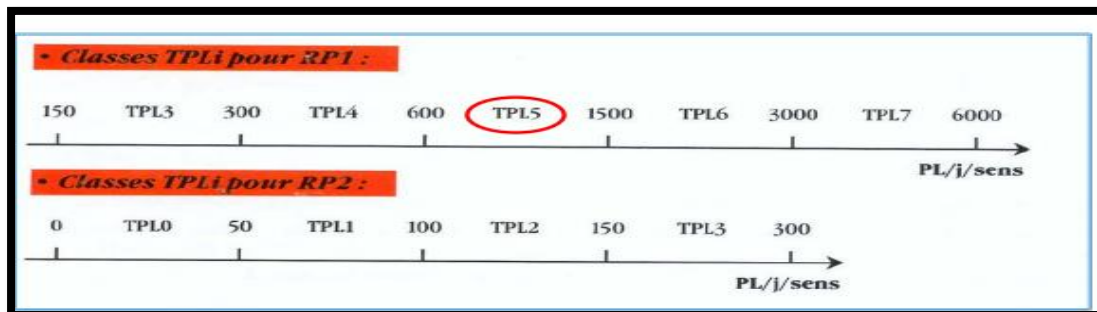 • Classes TPLi pour RP1 :
150 TPL3 300 TPL4 600 TPL5 1500 TPL6 3000 TPL7 6000
PL/j/sens
• Classes TPLi pour RP2 :
0 TPL0 50 TPL1 100 TPL2 150 TPL3 300
PL/j/sens